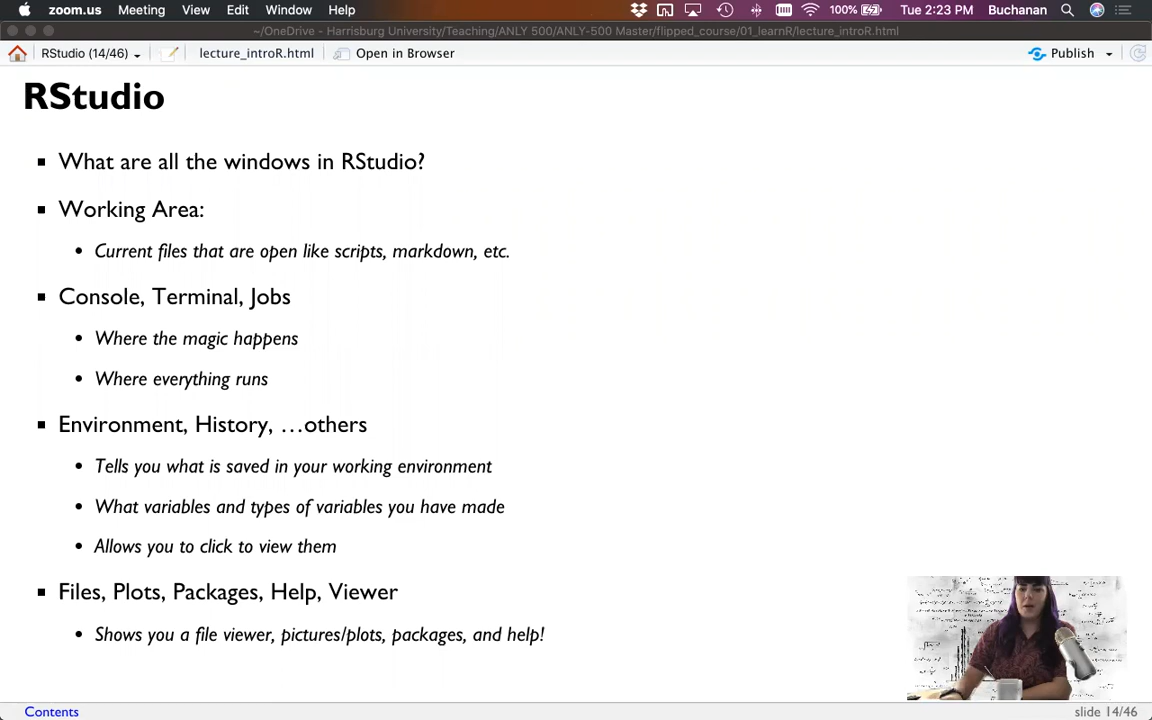 zoom.us Meeting View Edit Window Help 100% Tue 2:23 PM Buchanan
~/OneDrive - Harrisburg University/Teaching/ANLY 500/ANLY-500 Master/flipped_course/01_learnR/lecture_introR.html
RStudio (14/46) lecture_introR.html Open in Browser Publish
RStudio
What are all the windows in RStudio?
Working Area:
Current files that are open like scripts, markdown, etc.
Console, Terminal, Jobs
Where the magic happens
Where everything runs
Environment, History, …others
Tells you what is saved in your working environment
What variables and types of variables you have made
Allows you to click to view them
Files, Plots, Packages, Help, Viewer
Shows you a file viewer, pictures/plots, packages, and help!
Contents slide 14/46